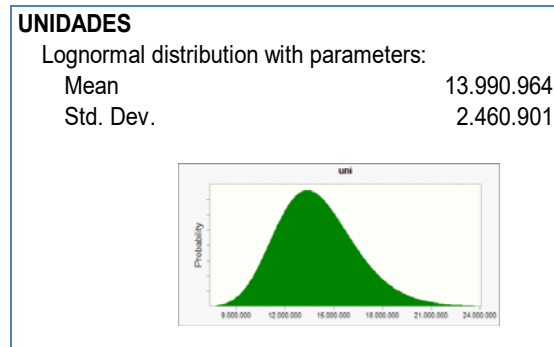 UNIDADES
Lognormal distribution with parameters:
Mean 13.990.964
Std. Dev. 2.460.901
uni
Probability
9.000.000 12.000.000 15.000.000 18.000.000 21.000.000 24.000.000